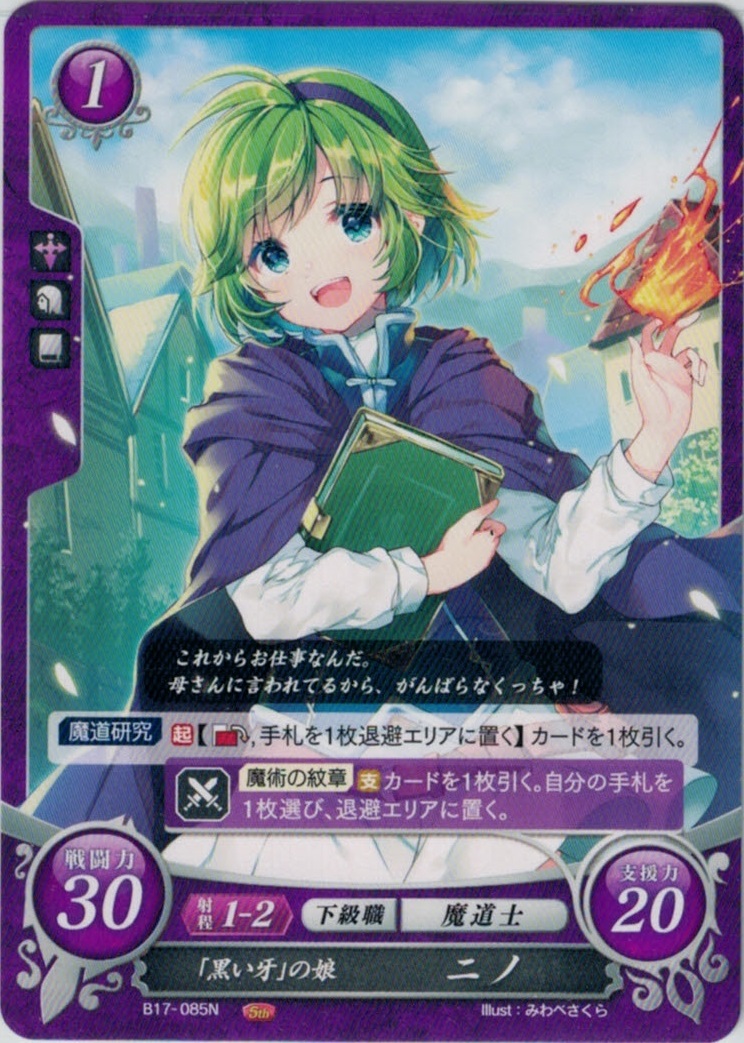 1
これからお仕事なんだ。
母さんに言われてるから、がんばらなくっちゃ！
魔道研究 起【 ,手札を1枚退避エリアに置く】カードを1枚引く。
魔術の紋章 支 カードを1枚引く。自分の手札を
1枚選び、退避エリアに置く。
戦闘力
30
射程 1-2 下級職 魔道士
支援力
20
「黒い牙」の娘 ニノ
B17-085N 5th Illust：みわべさくら